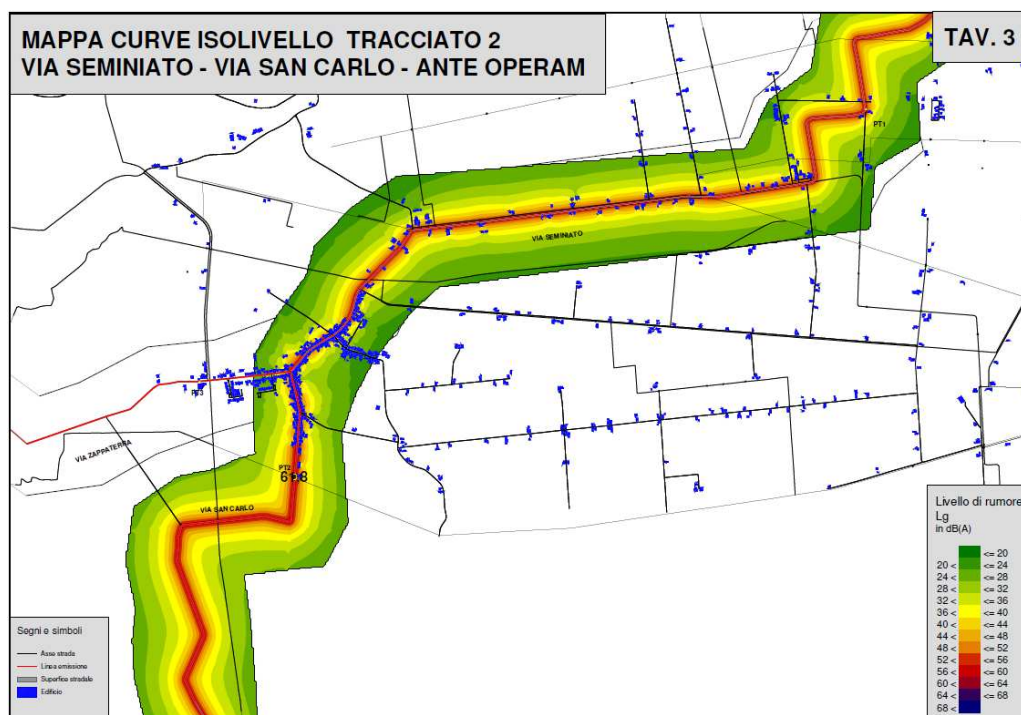 MAPPA CURVE ISOLIVELLO TRACCIATO 2
VIA SEMINIATO - VIA SAN CARLO - ANTE OPERAM
TAV. 3
PT1
VIA SEMINIATO
PT3
VIA ZAPPATERRA
PT2
VIA SAN CARLO
Segni e simboli
Asse strada
Linea emissione
Superfice stradale
Edificio
Livello di rumore
Lg
in dB(A)
<= 20
20 < <= 24
24 < <= 28
28 < <= 32
32 < <= 36
36 < <= 40
40 < <= 44
44 < <= 48
48 < <= 52
52 < <= 56
56 < <= 60
60 < <= 64
64 < <= 68
68 <